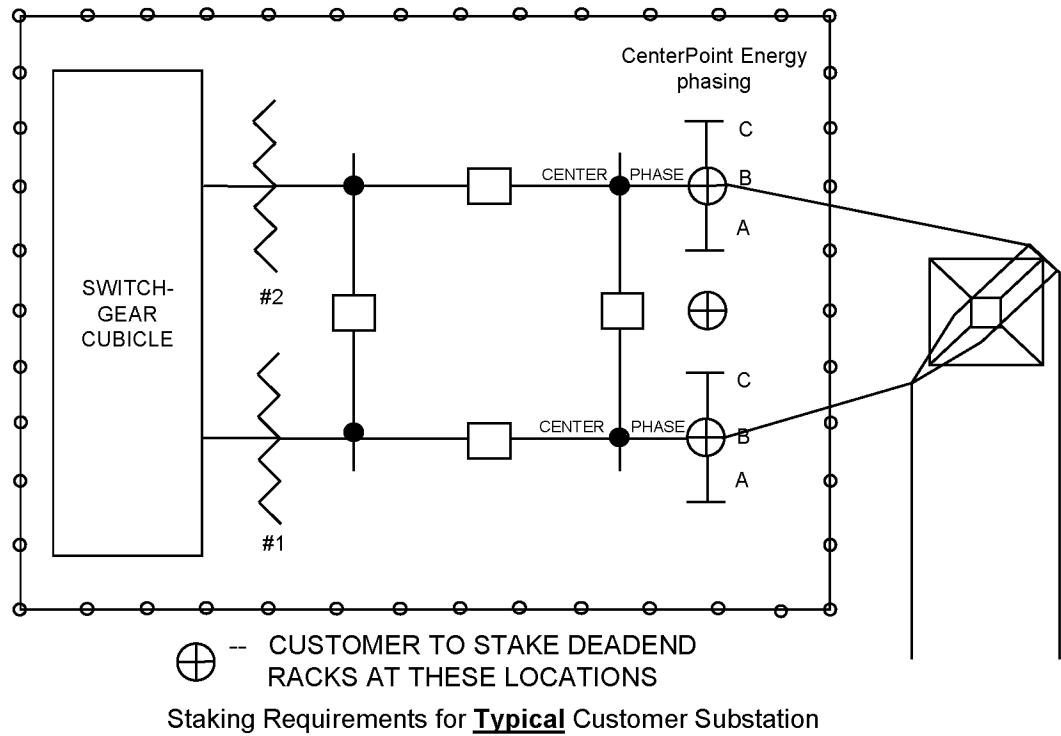 CenterPoint Energy
phasing
C
CENTER PHASE B
A
#2
SWITCH-
GEAR
CUBICLE
C
CENTER PHASE B
A
#1
-- CUSTOMER TO STAKE DEADEND
RACKS AT THESE LOCATIONS
Staking Requirements for Typical Customer Substation